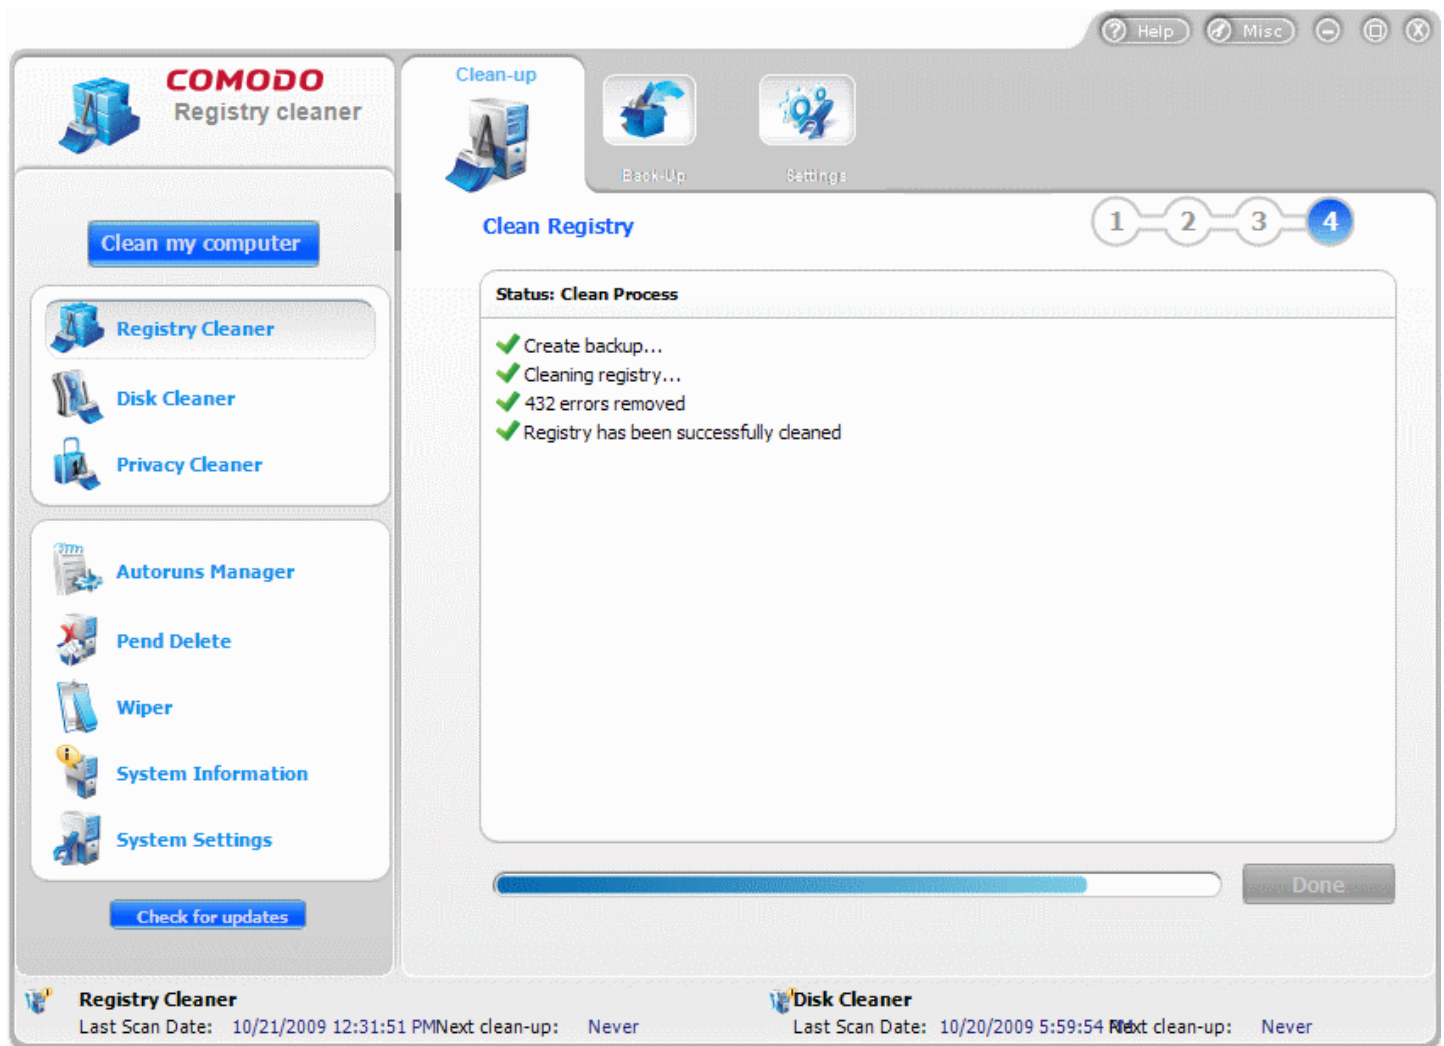 Help
Misc
COMODO
Registry cleaner
Clean-up
Back-Up
Settings
Clean my computer
Registry Cleaner
Disk Cleaner
Privacy Cleaner
Autoruns Manager
Pend Delete
Wiper
System Information
System Settings
Check for updates
Clean Registry
1 2 3 4
Status: Clean Process
Create backup...
Cleaning registry...
432 errors removed
Registry has been successfully cleaned
Done
Registry Cleaner
Last Scan Date: 10/21/2009 12:31:51 PMNext clean-up: Never
Disk Cleaner
Last Scan Date: 10/20/2009 5:59:54 clean-up: Never